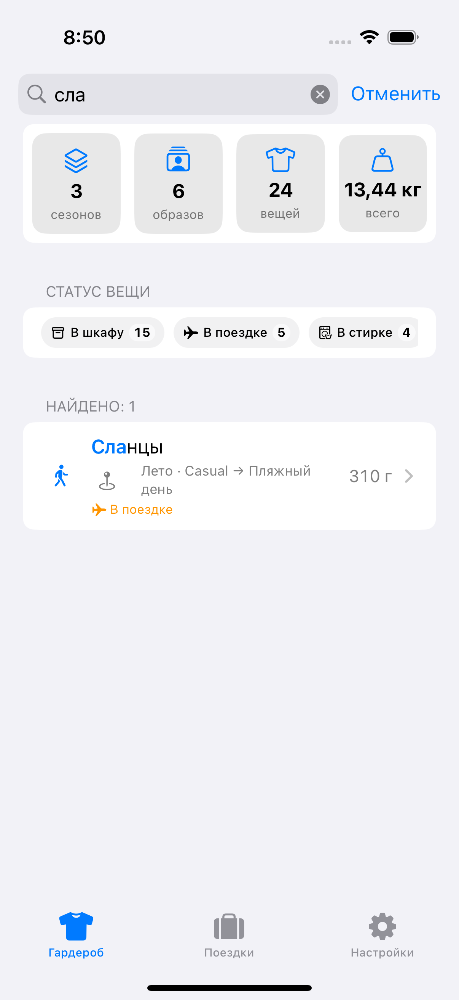 8:50
сла
Отменить
3
сезонов
6
образов
24
вещей
13,44 кг
всего
СТАТУС ВЕЩИ
В шкафу 15
В поездке 5
В стирке 4
НАЙДЕНО: 1
Сланцы
Лето · Casual → Пляжный
день
310 г
В поездке
Гардероб
Поездки
Настройки